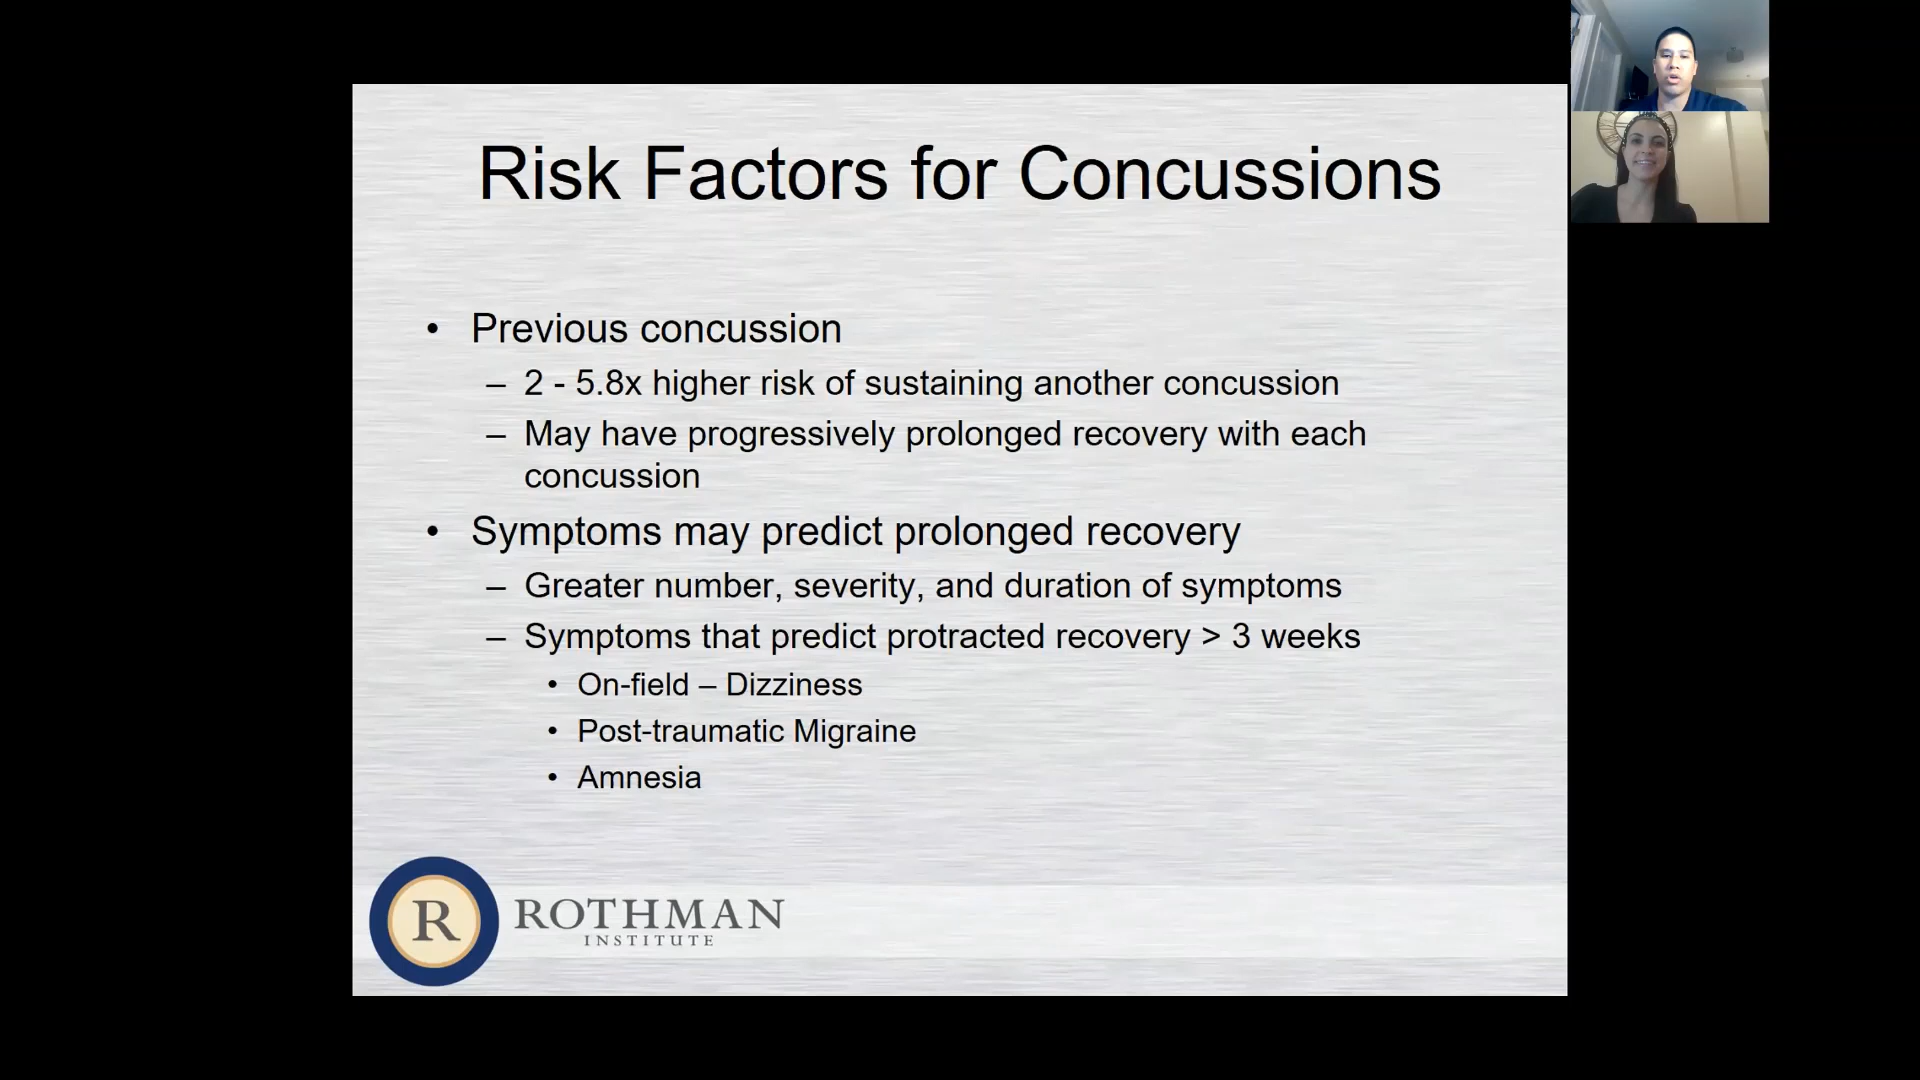 Risk Factors for Concussions
• Previous concussion
– 2 - 5.8x higher risk of sustaining another concussion
– May have progressively prolonged recovery with each
concussion
• Symptoms may predict prolonged recovery
– Greater number, severity, and duration of symptoms
– Symptoms that predict protracted recovery > 3 weeks
• On-field – Dizziness
• Post-traumatic Migraine
• Amnesia
R
ROTHMAN
INSTITUTE